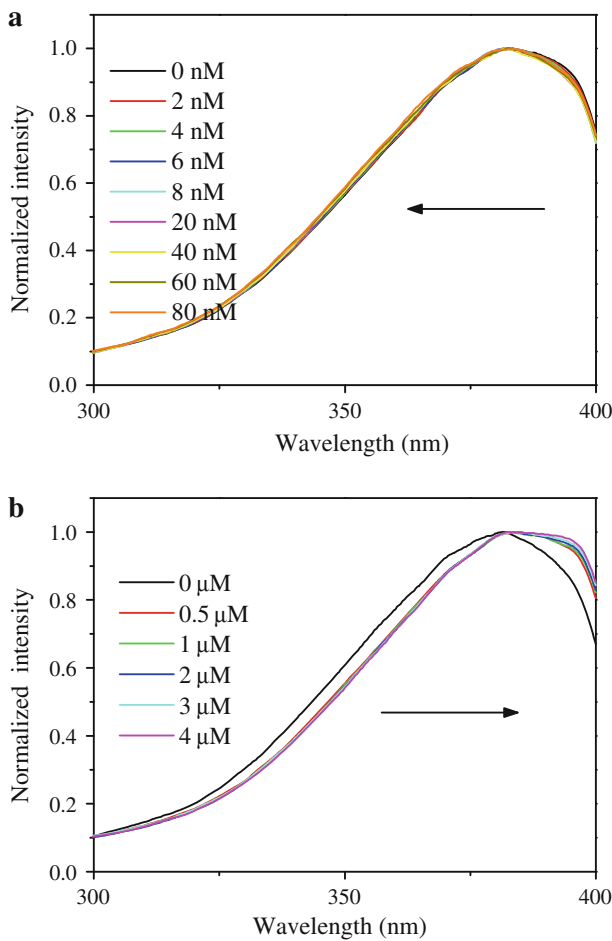 a
Normalized intensity
1.0
0.8
0.6
0.4
0.2
0.0
0 nM
2 nM
4 nM
6 nM
8 nM
20 nM
40 nM
60 nM
80 nM
300
350
400
Wavelength (nm)
b
Normalized intensity
1.0
0.8
0.6
0.4
0.2
0.0
0 µM
0.5 µM
1 µM
2 µM
3 µM
4 µM
300
350
400
Wavelength (nm)